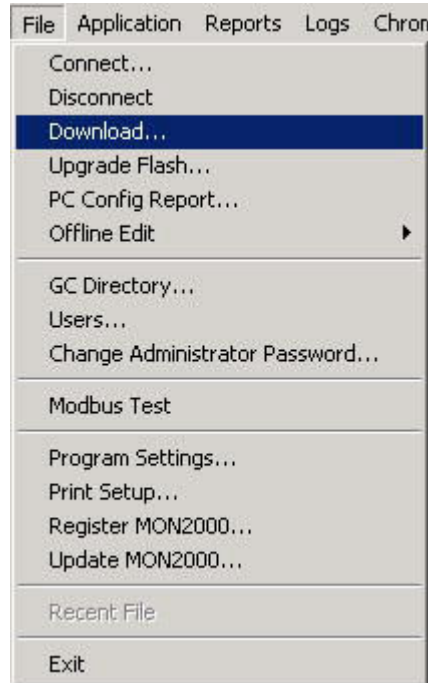 File Application Reports Logs Chrom
Connect...
Disconnect
Download...
Upgrade Flash...
PC Config Report...
Offline Edit
GC Directory...
Users...
Change Administrator Password...
Modbus Test
Program Settings...
Print Setup...
Register MON2000...
Update MON2000...
Recent File
Exit